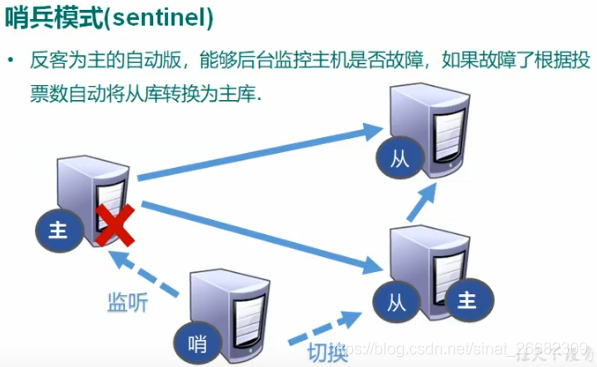 哨兵模式(sentinel)
• 反客为主的自动版，能够后台监控主机是否故障，如果故障了根据投
票数自动将从库转换为主库.
从
主
监听
从 主
哨
切换
https://blog.csdn.net/sinat_26682309